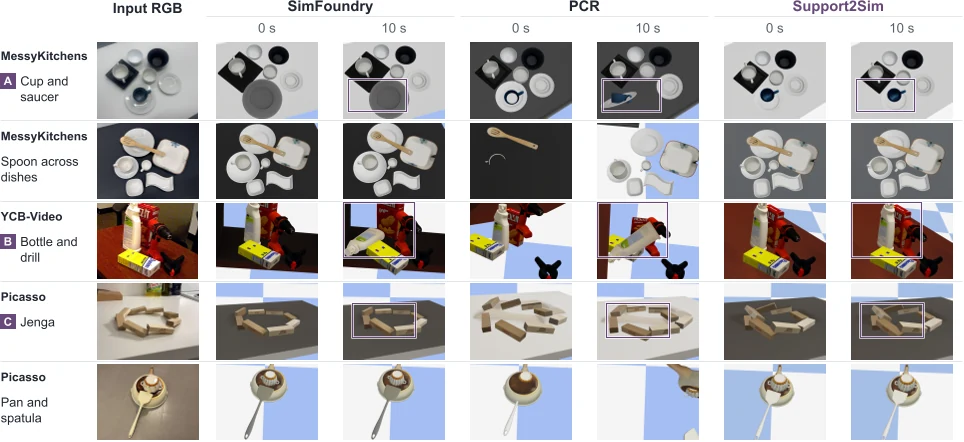 Input RGB SimFoundry PCR Support2Sim
0 s 10 s 0 s 10 s 0 s 10 s
MessyKitchens
A Cup and
saucer
MessyKitchens
Spoon across
dishes
YCB-Video
B Bottle and
drill
Picasso
C Jenga
Picasso
Pan and
spatula